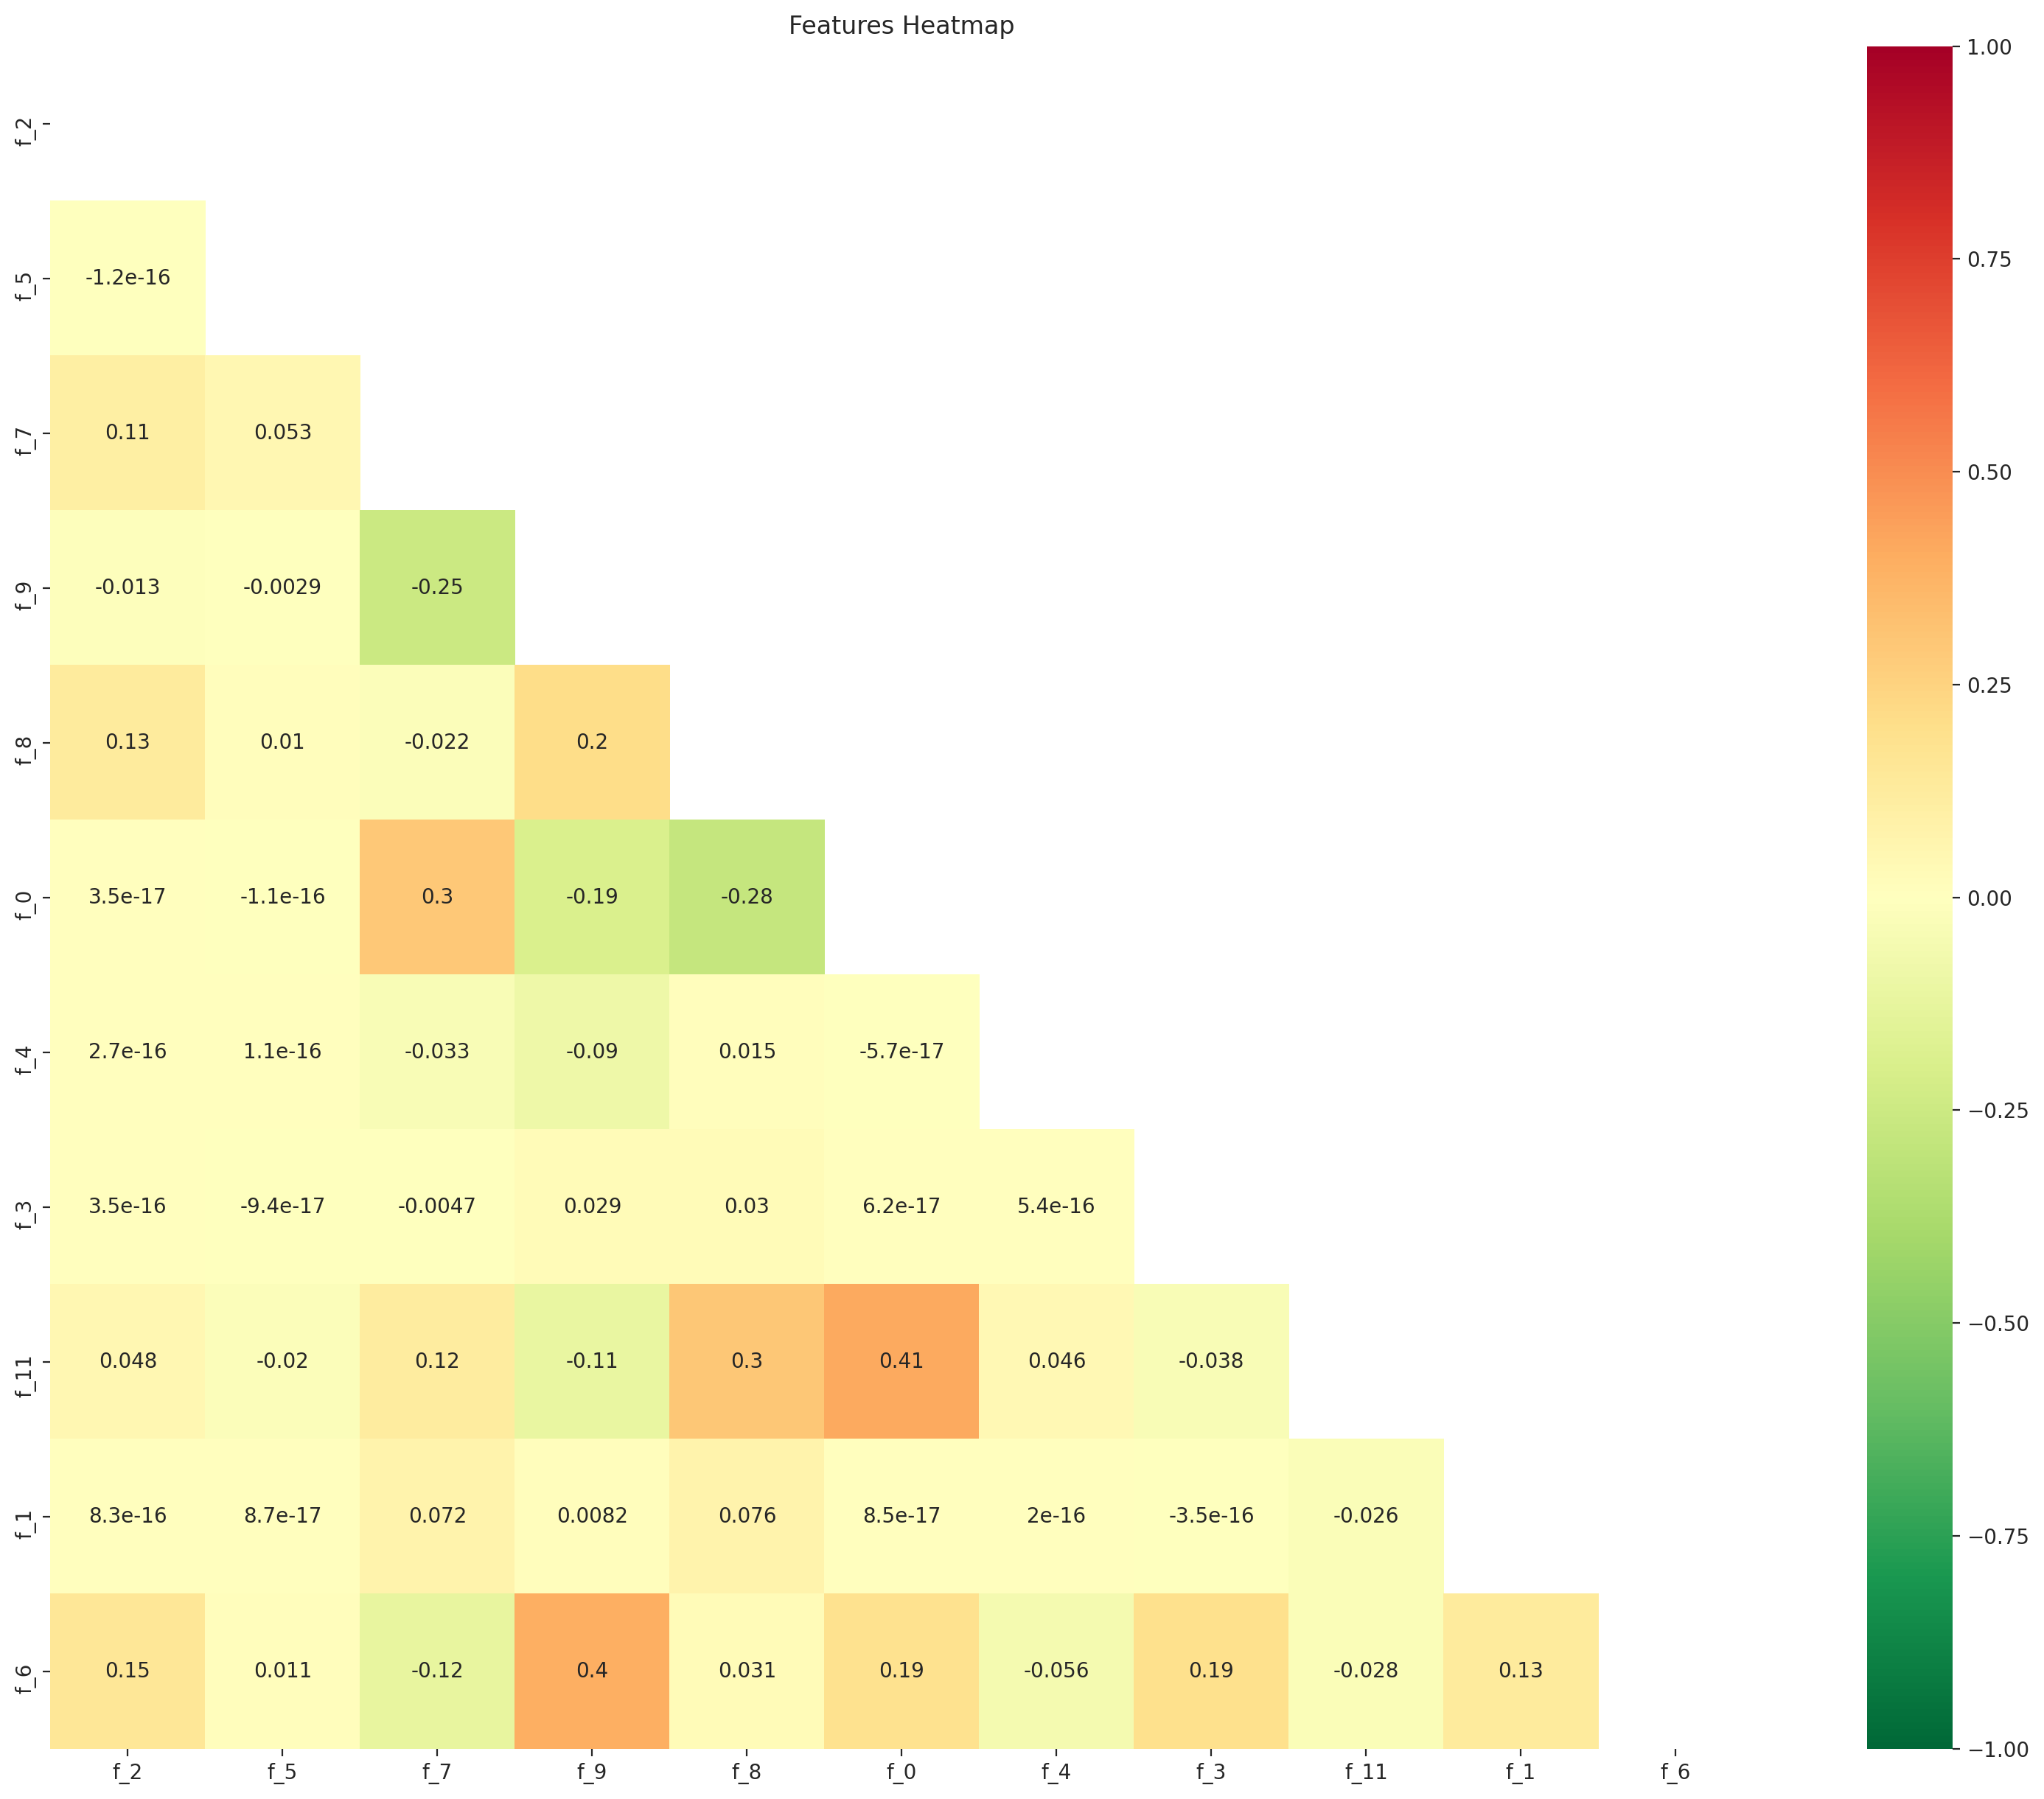 Features Heatmap
1.00
f_2
0.75
f_5 -1.2e-16
f_7 0.11 0.053
0.50
f_9 -0.013 -0.0029 -0.25
0.25
f_8 0.13 0.01 -0.022 0.2
f_0 3.5e-17 -1.1e-16 0.3 -0.19 -0.28
0.00
f_4 2.7e-16 1.1e-16 -0.033 -0.09 0.015 -5.7e-17
−0.25
f_3 3.5e-16 -9.4e-17 -0.0047 0.029 0.03 6.2e-17 5.4e-16
−0.50
f_11 0.048 -0.02 0.12 -0.11 0.3 0.41 0.046 -0.038
f_1 8.3e-16 8.7e-17 0.072 0.0082 0.076 8.5e-17 2e-16 -3.5e-16 -0.026
−0.75
f_6 0.15 0.011 -0.12 0.4 0.031 0.19 -0.056 0.19 -0.028 0.13
−1.00
f_2 f_5 f_7 f_9 f_8 f_0 f_4 f_3 f_11 f_1 f_6